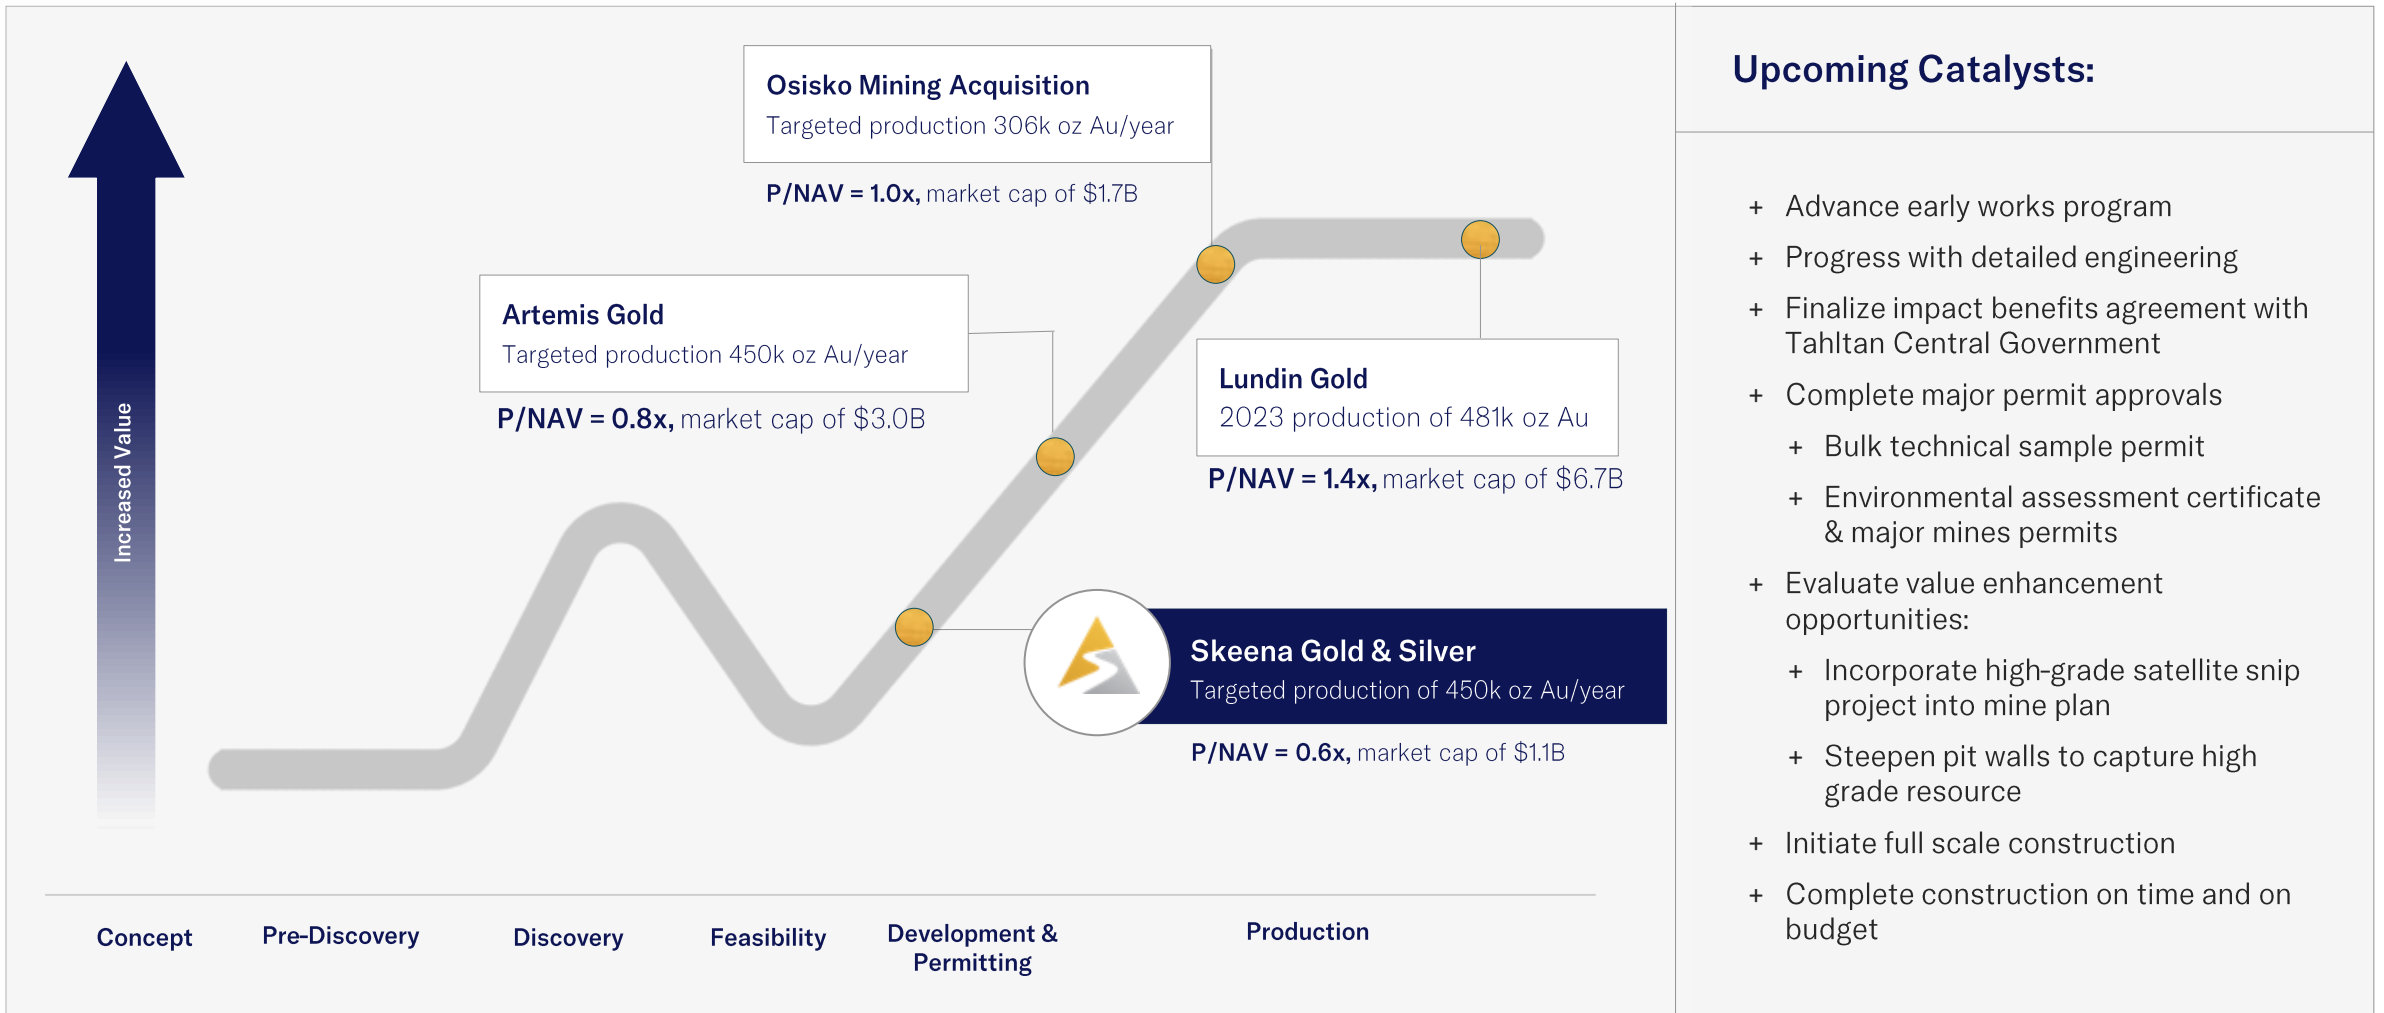 Increased Value
Osisko Mining Acquisition
Targeted production 306k oz Au/year
P/NAV = 1.0x, market cap of $1.7B
Artemis Gold
Targeted production 450k oz Au/year
P/NAV = 0.8x, market cap of $3.0B
Lundin Gold
2023 production of 481k oz Au
P/NAV = 1.4x, market cap of $6.7B
Skeena Gold & Silver
Targeted production of 450k oz Au/year
P/NAV = 0.6x, market cap of $1.1B
Concept
Pre-Discovery
Discovery
Feasibility
Development &
Permitting
Production
Upcoming Catalysts:
+ Advance early works program
+ Progress with detailed engineering
+ Finalize impact benefits agreement with
Tahltan Central Government
+ Complete major permit approvals
+ Bulk technical sample permit
+ Environmental assessment certificate
& major mines permits
+ Evaluate value enhancement
opportunities:
+ Incorporate high-grade satellite snip
project into mine plan
+ Steepen pit walls to capture high
grade resource
+ Initiate full scale construction
+ Complete construction on time and on
budget